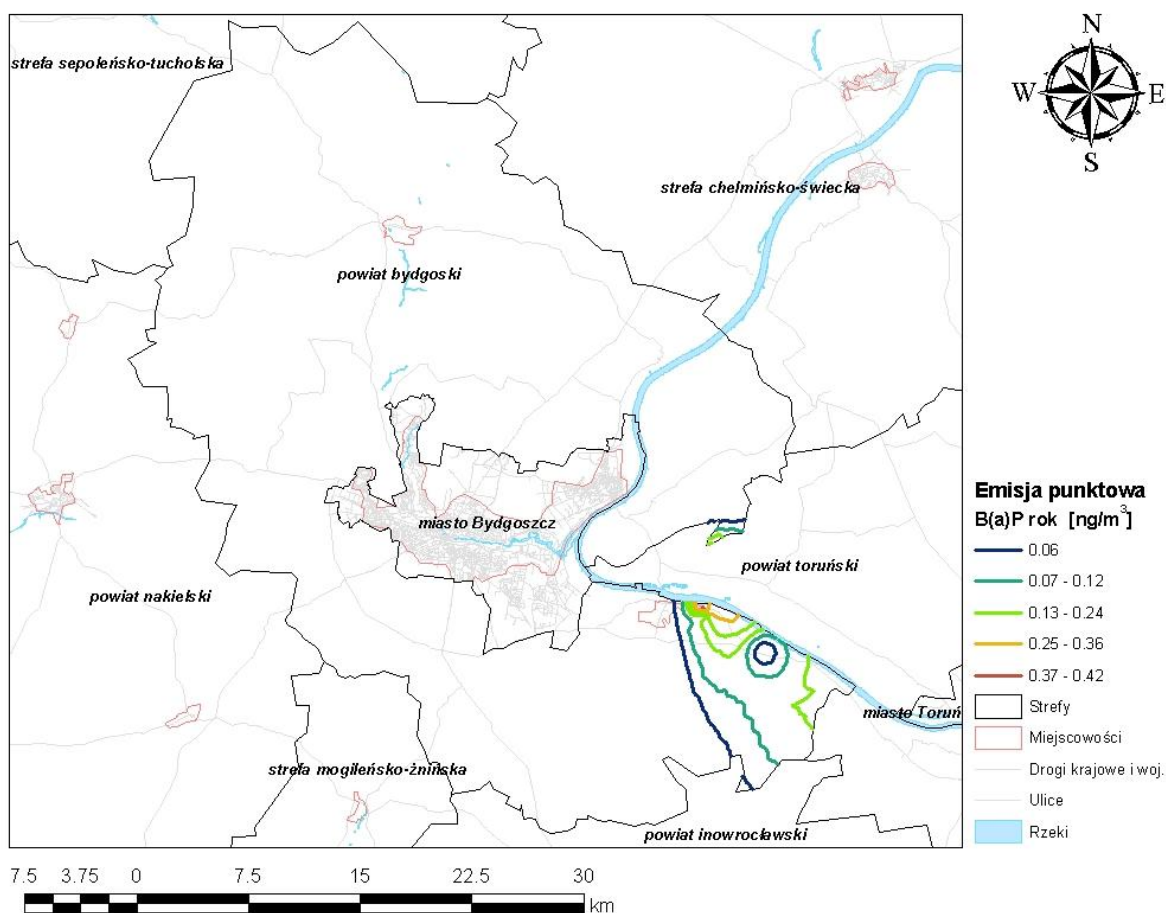 N
W
E
S
strefa sepoleńsko-tucholska
strefa chelmińsko-świecka
powiat bydgoski
miasto Bydgoszcz
powiat toruński
powiat nakielski
miasto Toruń
strefa mogileńsko-żnińska
powiat inowrocławski
Emisja punktowa
B(a)P rok [ng/m³]
0.06
0.07 - 0.12
0.13 - 0.24
0.25 - 0.36
0.37 - 0.42
Strefy
Miejscowości
Drogi krajowe i woj.
Ulice
Rzeki
7.5 3.75 0 7.5 15 22.5 30
km